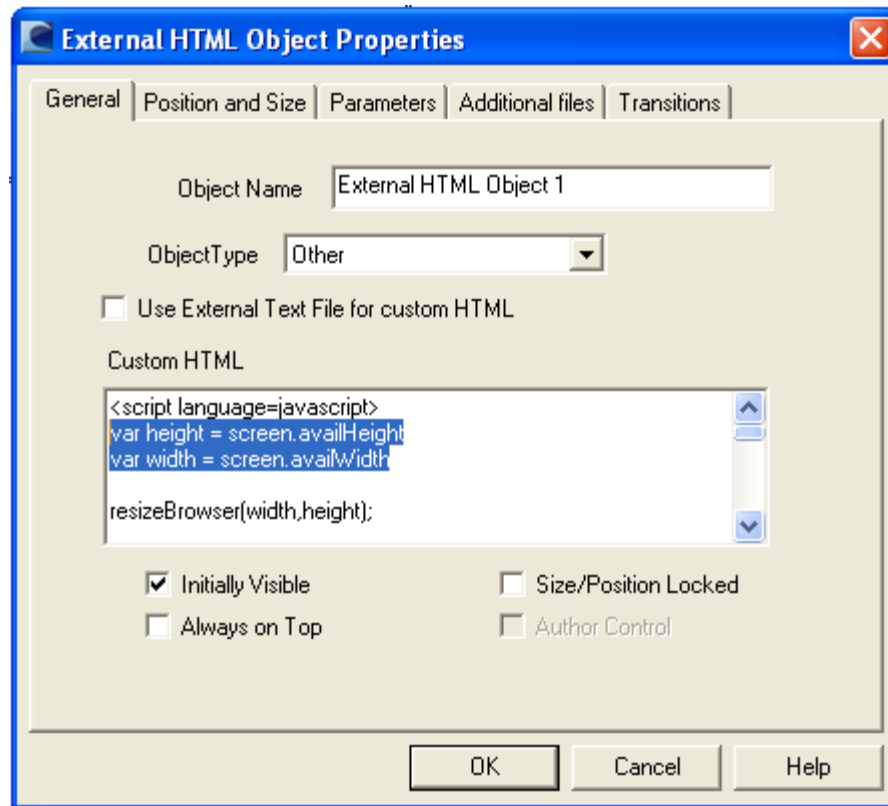 External HTML Object Properties
General Position and Size Parameters Additional files Transitions
Object Name External HTML Object 1
ObjectType Other
Use External Text File for custom HTML
Custom HTML
<script language=javascript>
var height = screen.availHeight
var width = screen.availWidth
resizeBrowser(width,height);
Initially Visible Size/Position Locked
Always on Top Author Control
OK Cancel Help